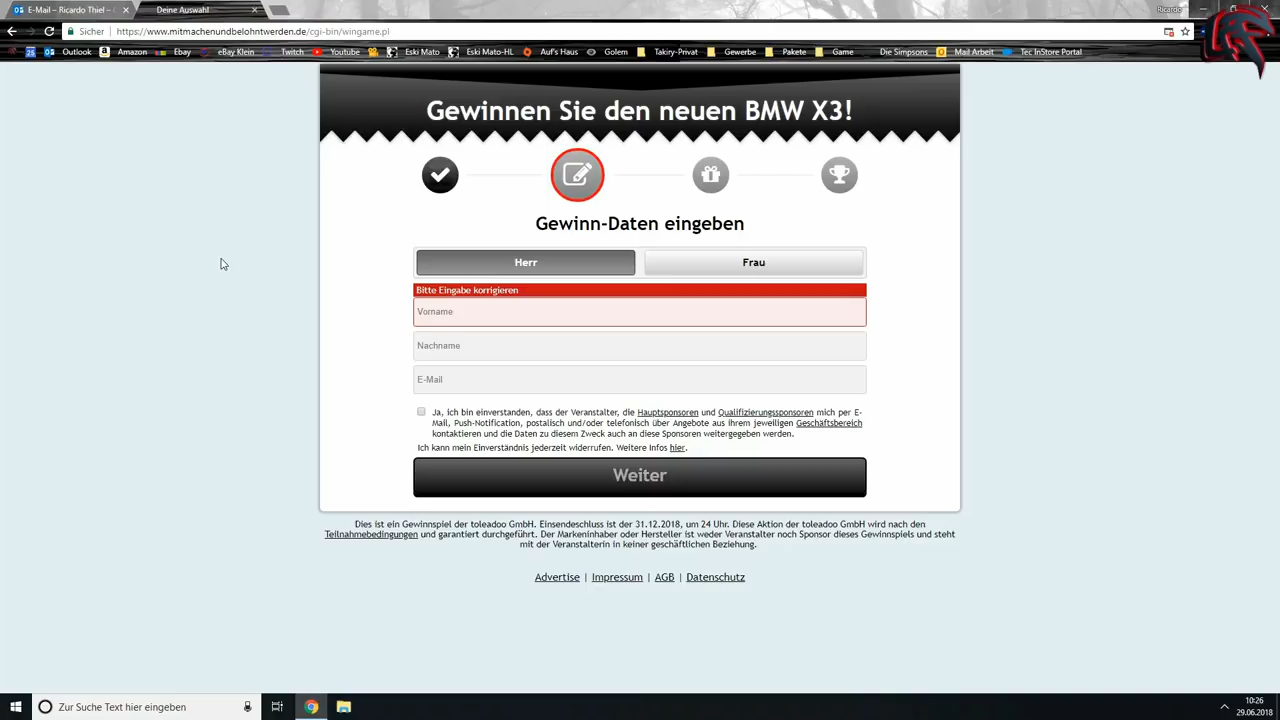 E-Mail – Ricardo Thiel –
Deine Auswahl
Ricardo
Sicher
https://www.mitmachenundbelohntwerden.de/cgi-bin/wingame.pl
Outlook Amazon Ebay eBay Klein Twitch Youtube Eski Mato Eski Mato-HL Auf's Haus Golem Takiry-Privat Gewerbe Pakete Game Die Simpsons Mail Arbeit Tec InStore Portal
Gewinnen Sie den neuen BMW X3!
Gewinn-Daten eingeben
Herr Frau
Bitte Eingabe korrigieren
Vorname
Nachname
E-Mail
Ja, ich bin einverstanden, dass der Veranstalter, die Hauptsponsoren und Qualifizierungssponsoren mich per E-
Mail, Push-Notification, postalisch und/oder telefonisch über Angebote aus ihrem jeweiligen Geschäftsbereich
kontaktieren und die Daten zu diesem Zweck auch an diese Sponsoren weitergegeben werden.
Ich kann mein Einverständnis jederzeit widerrufen. Weitere Infos hier.
Weiter
Dies ist ein Gewinnspiel der toleadoo GmbH. Einsendeschluss ist der 31.12.2018, um 24 Uhr. Diese Aktion der toleadoo GmbH wird nach den
Teilnahmebedingungen und garantiert durchgeführt. Der Markeninhaber oder Hersteller ist weder Veranstalter noch Sponsor dieses Gewinnspiels und steht
mit der Veranstalterin in keiner geschäftlichen Beziehung.
Advertise | Impressum | AGB | Datenschutz
Zur Suche Text hier eingeben
10:26
29.06.2018